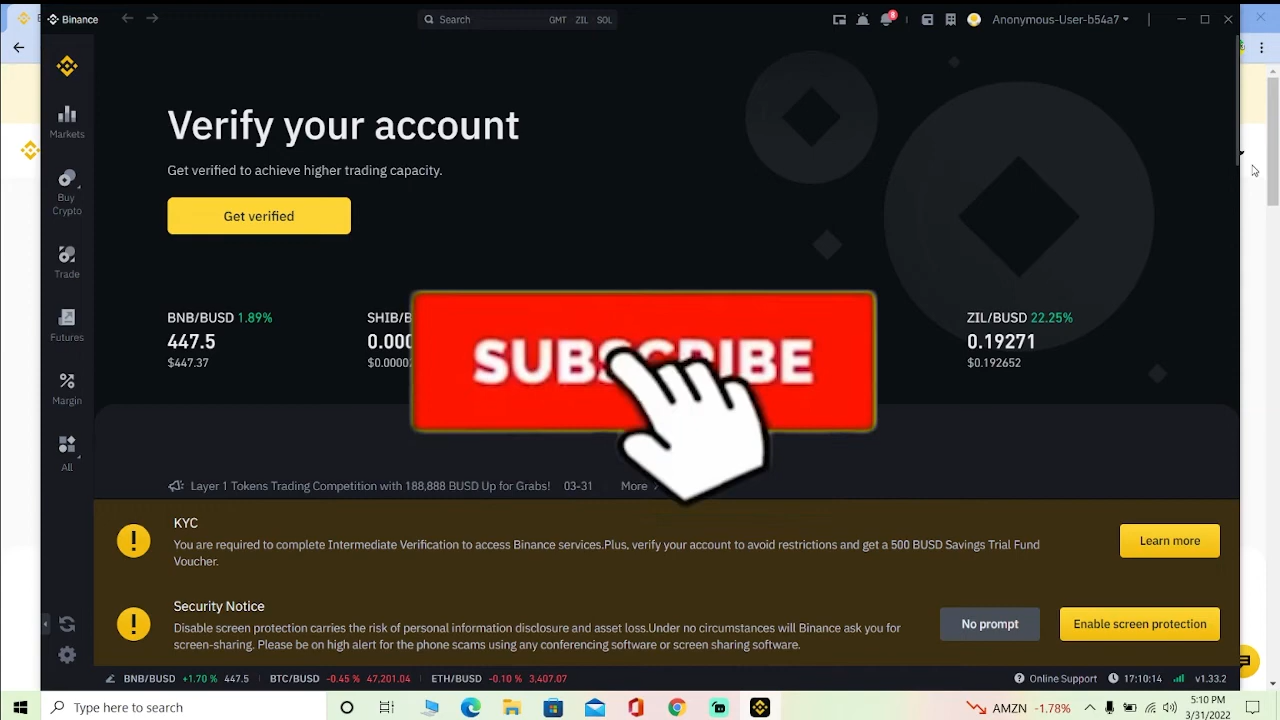 Binance
Search
GMT ZIL SOL
8
Anonymous-User-b54a7
Markets
Buy
Crypto
Trade
Futures
Margin
All
Verify your account
Get verified to achieve higher trading capacity.
Get verified
BNB/BUSD 1.89%
447.5
$447.37
ZIL/BUSD 22.25%
0.19271
$0.192652
SUBSCRIBE
Layer 1 Tokens Trading Competition with 188,888 BUSD Up for Grabs! 03-31 More
KYC
You are required to complete Intermediate Verification to access Binance services.Plus, verify your account to avoid restrictions and get a 500 BUSD Savings Trial Fund
Voucher.
Learn more
Security Notice
Disable screen protection carries the risk of personal information disclosure and asset loss.Under no circumstances will Binance ask you for
screen-sharing. Please be on high alert for the phone scams using any conferencing software or screen sharing software.
No prompt
Enable screen protection
BNB/BUSD +1.70 % 447.5 BTC/BUSD -0.45 % 47,201.04 ETH/BUSD -0.10 % 3,407.07
Online Support 17:10:14 v1.33.2
Type here to search
AMZN -1.78%
5:10 PM
3/31/2022